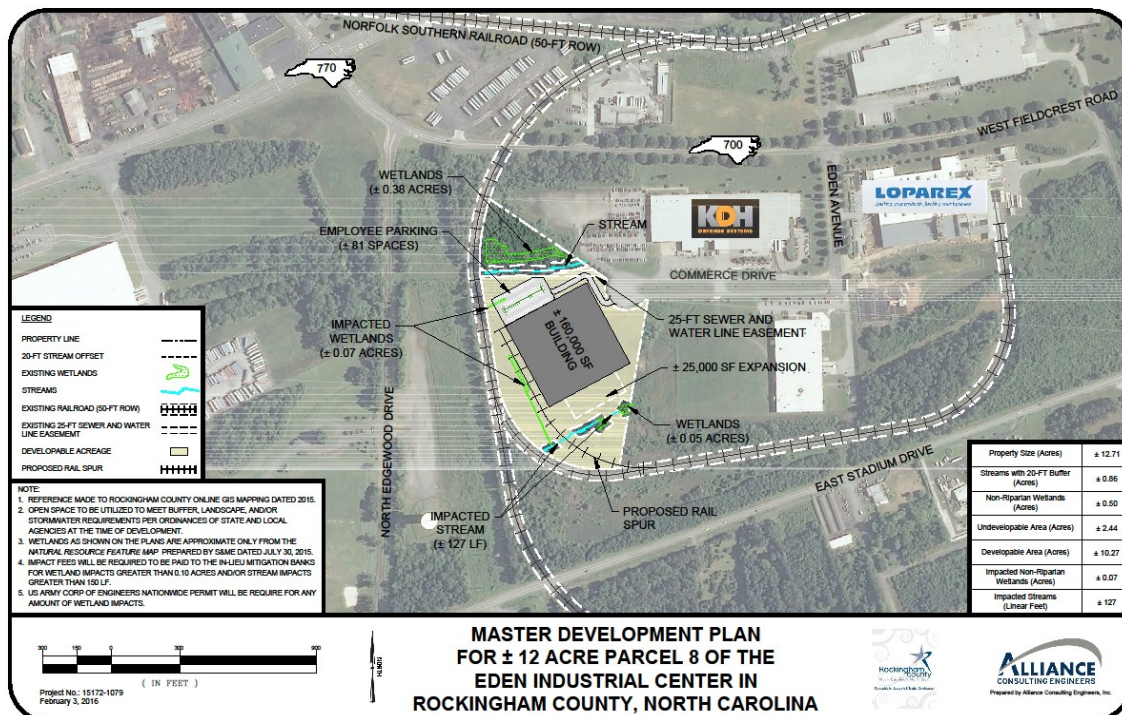 NORFOLK SOUTHERN RAILROAD (50-FT ROW)
770
700
WEST FIELDCREST ROAD
EDEN AVENUE
LOPAREX
KDH
DEFENSE SYSTEMS
WETLANDS
(± 0.38 ACRES)
STREAM
EMPLOYEE PARKING
(± 81 SPACES)
COMMERCE DRIVE
25-FT SEWER AND
WATER LINE EASEMENT
IMPACTED
WETLANDS
(± 0.07 ACRES)
± 160,000 SF
BUILDING
± 25,000 SF EXPANSION
WETLANDS
(± 0.05 ACRES)
NORTH EDGEWOOD DRIVE
EAST STADIUM DRIVE
IMPACTED
STREAM
(± 127 LF)
PROPOSED RAIL
SPUR
LEGEND
PROPERTY LINE
20-FT STREAM OFFSET
EXISTING WETLANDS
STREAMS
EXISTING RAILROAD (50-FT ROW)
EXISTING 25-FT SEWER AND WATER
LINE EASEMENT
DEVELOPABLE ACREAGE
PROPOSED RAIL SPUR
NOTE:
1. REFERENCE MADE TO ROCKINGHAM COUNTY ONLINE GIS MAPPING DATED 2015.
2. OPEN SPACE TO BE UTILIZED TO MEET BUFFER, LANDSCAPE, AND/OR
STORMWATER REQUIREMENTS PER ORDINANCES OF STATE AND LOCAL
AGENCIES AT THE TIME OF DEVELOPMENT.
3. WETLANDS AS SHOWN ON THE PLANS ARE APPROXIMATE ONLY FROM THE
NATURAL RESOURCE FEATURE MAP PREPARED BY S&ME DATED JULY 30, 2015.
4. IMPACT FEES WILL BE REQUIRED TO BE PAID TO THE IN-LIEU MITIGATION BANKS
FOR WETLAND IMPACTS GREATER THAN 0.10 ACRES AND/OR STREAM IMPACTS
GREATER THAN 150 LF.
5. US ARMY CORP OF ENGINEERS NATIONWIDE PERMIT WILL BE REQUIRE FOR ANY
AMOUNT OF WETLAND IMPACTS.
Property Size (Acres) ± 12.71
Streams with 20-FT Buffer
(Acres) ± 0.86
Non-Riparian Wetlands
(Acres) ± 0.50
Undevelopable Area (Acres) ± 2.44
Developable Area (Acres) ± 10.27
Impacted Non-Riparian
Wetlands (Acres) ± 0.07
Impacted Streams
(Linear Feet) ± 127
300 150 0 300 900
( IN FEET )
Project No.: 15172-1079
February 3, 2016
NORTH
MASTER DEVELOPMENT PLAN
FOR ± 12 ACRE PARCEL 8 OF THE
EDEN INDUSTRIAL CENTER IN
ROCKINGHAM COUNTY, NORTH CAROLINA
Rockingham
County
ALLIANCE
CONSULTING ENGINEERS
Prepared by Alliance Consulting Engineers, Inc.